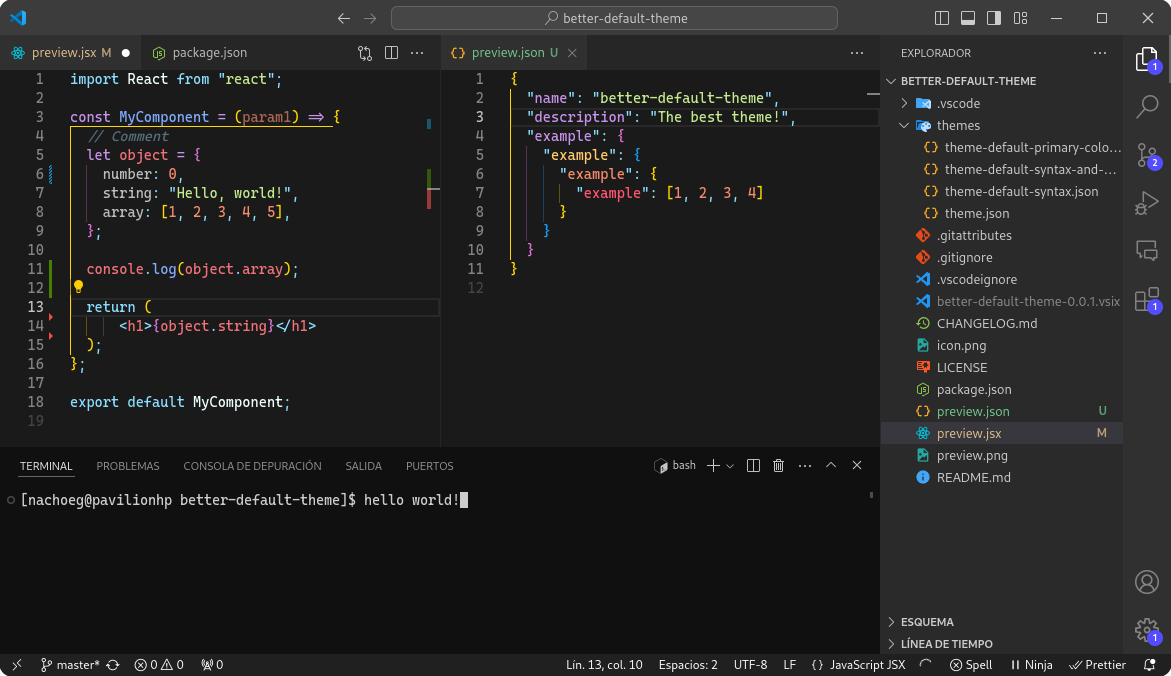 better-default-theme
preview.jsx M
package.json
1 import React from "react";
2
3 const MyComponent = (param1) => {
4 // Comment
5 let object = {
6 number: 0,
7 string: "Hello, world!",
8 array: [1, 2, 3, 4, 5],
9 };
10
11 console.log(object.array);
12
13 return (
14 <h1>{object.string}</h1>
15 );
16 };
17
18 export default MyComponent;
19
preview.json U
1 {
2 "name": "better-default-theme",
3 "description": "The best theme!",
4 "example": {
5 "example": {
6 "example": {
7 "example": [1, 2, 3, 4]
8 }
9 }
10 }
11 }
12
EXPLORADOR
BETTER-DEFAULT-THEME
.vscode
themes
theme-default-primary-colo...
theme-default-syntax-and-...
theme-default-syntax.json
theme.json
.gitattributes
.gitignore
.vscodeignore
better-default-theme-0.0.1.vsix
CHANGELOG.md
icon.png
LICENSE
package.json
preview.json U
preview.jsx M
preview.png
README.md
ESQUEMA
LÍNEA DE TIEMPO
1
2
1
1
TERMINAL PROBLEMAS CONSOLA DE DEPURACIÓN SALIDA PUERTOS
bash
[nachoeg@pavilionhp better-default-theme]$ hello world!
master* 0 0 0
Lín. 13, col. 10 Espacios: 2 UTF-8 LF {} JavaScript JSX Spell Ninja Prettier